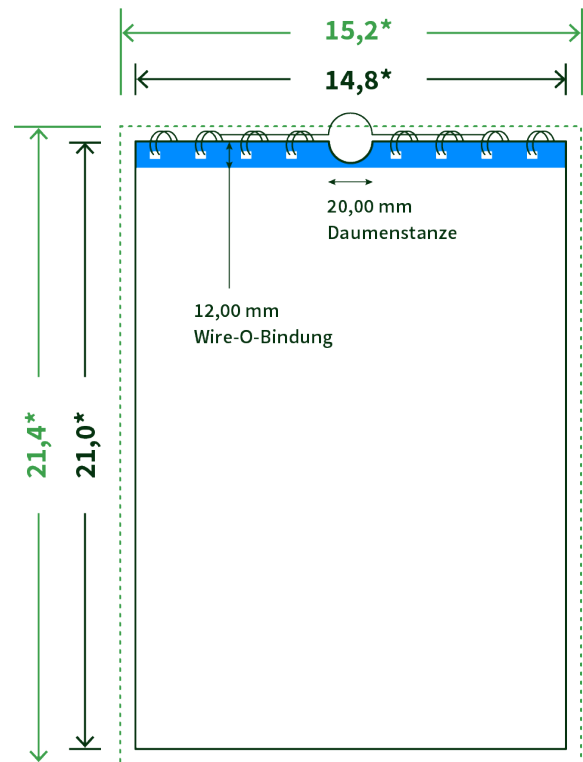 15,2*
14,8*
20,00 mm
Daumenstanze
12,00 mm
Wire-O-Bindung
21,4*
21,0*